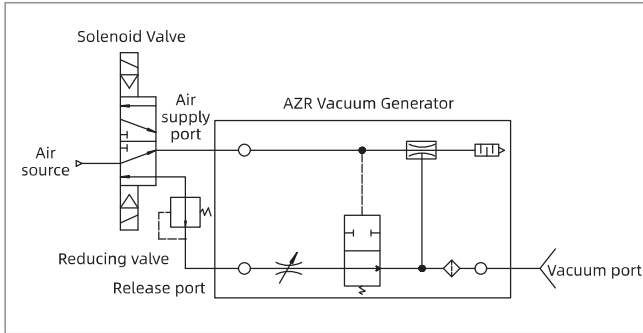 Solenoid Valve
Air
supply
port
AZR Vacuum Generator
Air
source
Reducing valve
Release port
Vacuum port